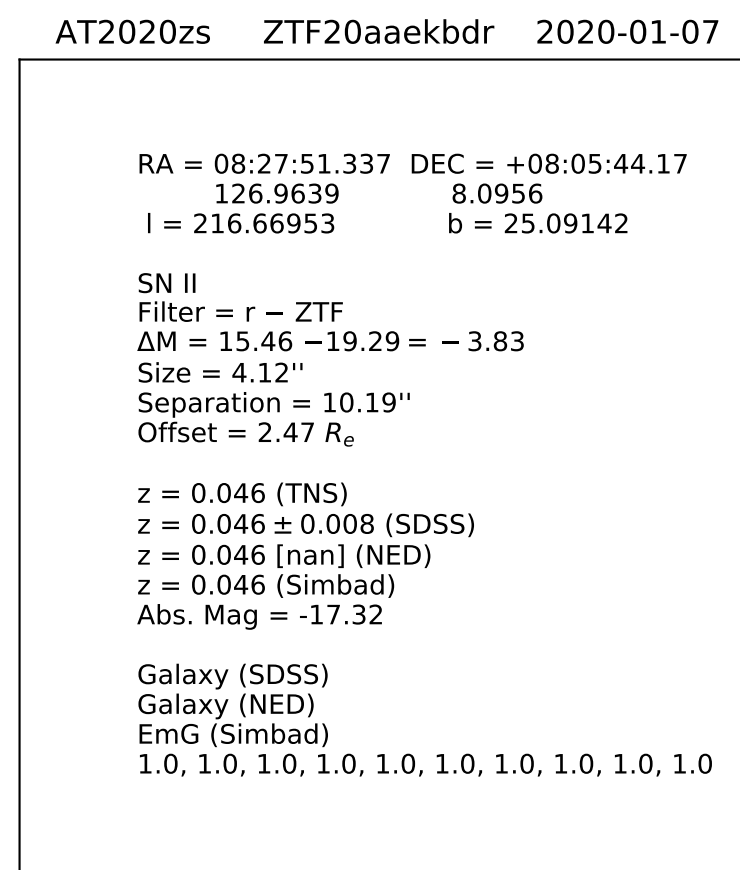 AT2020zs ZTF20aaekbdr 2020-01-07
RA = 08:27:51.337 DEC = +08:05:44.17
126.9639 8.0956
l = 216.66953 b = 25.09142
SN II
Filter = r − ZTF
ΔM = 15.46 −19.29 = − 3.83
Size = 4.12''
Separation = 10.19''
Offset = 2.47 Rₑ
z = 0.046 (TNS)
z = 0.046 ± 0.008 (SDSS)
z = 0.046 [nan] (NED)
z = 0.046 (Simbad)
Abs. Mag = -17.32
Galaxy (SDSS)
Galaxy (NED)
EmG (Simbad)
1.0, 1.0, 1.0, 1.0, 1.0, 1.0, 1.0, 1.0, 1.0, 1.0